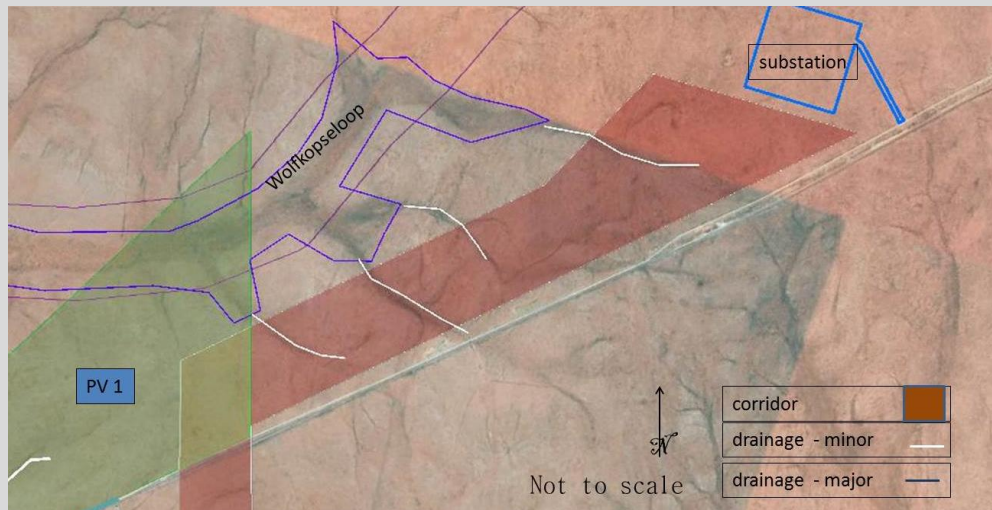 substation
Wolfkopseloop
PV 1
N
corridor
drainage - minor
drainage - major
Not to scale